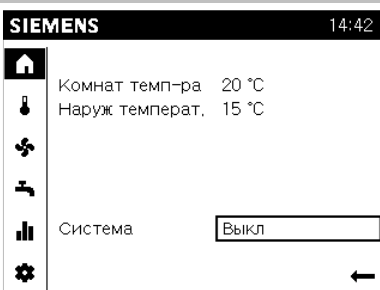 SIEMENS 14:42
Комнат темп-ра 20 °C
Наруж температ. 15 °C
Система Выкл